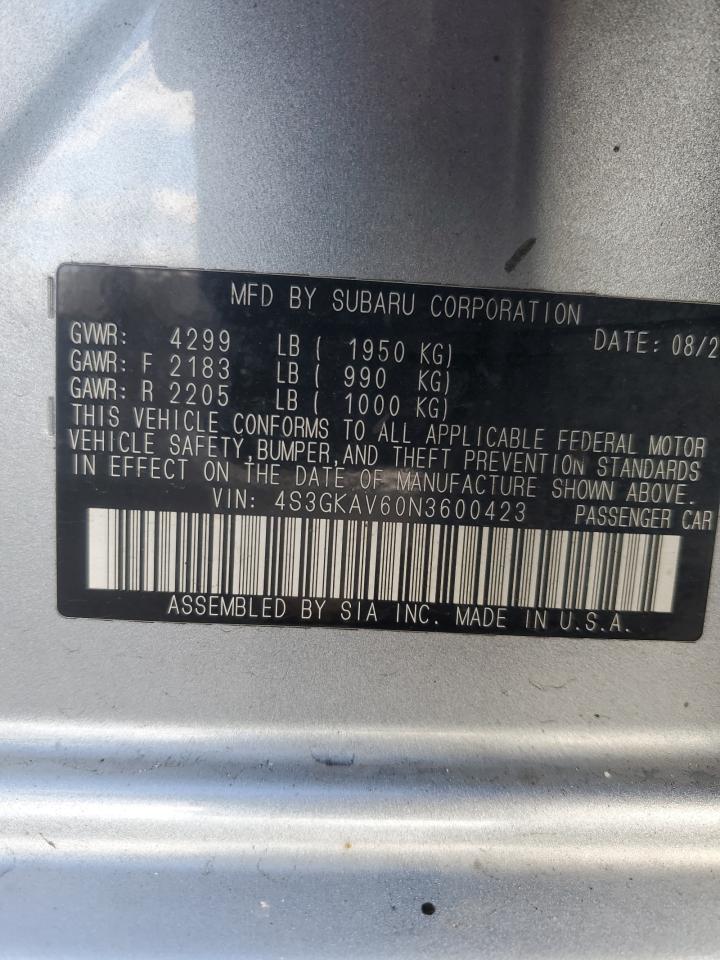 MFD BY SUBARU CORPORATION
GVWR: 4299 LB ( 1950 KG) DATE: 08/2
GAWR: F 2183 LB ( 990 KG)
GAWR: R 2205 LB ( 1000 KG)
THIS VEHICLE CONFORMS TO ALL APPLICABLE FEDERAL MOTOR
VEHICLE SAFETY,BUMPER,AND THEFT PREVENTION STANDARDS
IN EFFECT ON THE DATE OF MANUFACTURE SHOWN ABOVE.
VIN: 4S3GKAV60N3600423 PASSENGER CAR
ASSEMBLED BY SIA INC. MADE IN U.S.A.